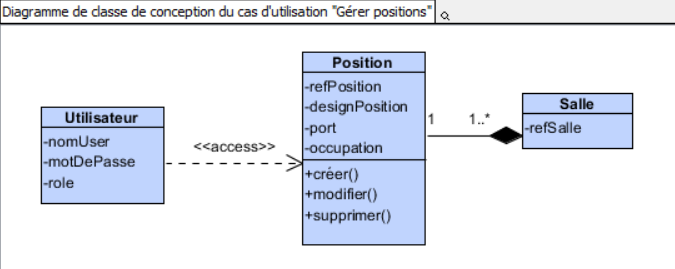 Diagramme de classe de conception du cas d'utilisation "Gérer positions"
Utilisateur
-nomUser
-motDePasse
-role
<<access>>
Position
-refPosition
-designPosition
-port
-occupation
+créer()
+modifier()
+supprimer()
1
1..*
Salle
-refSalle